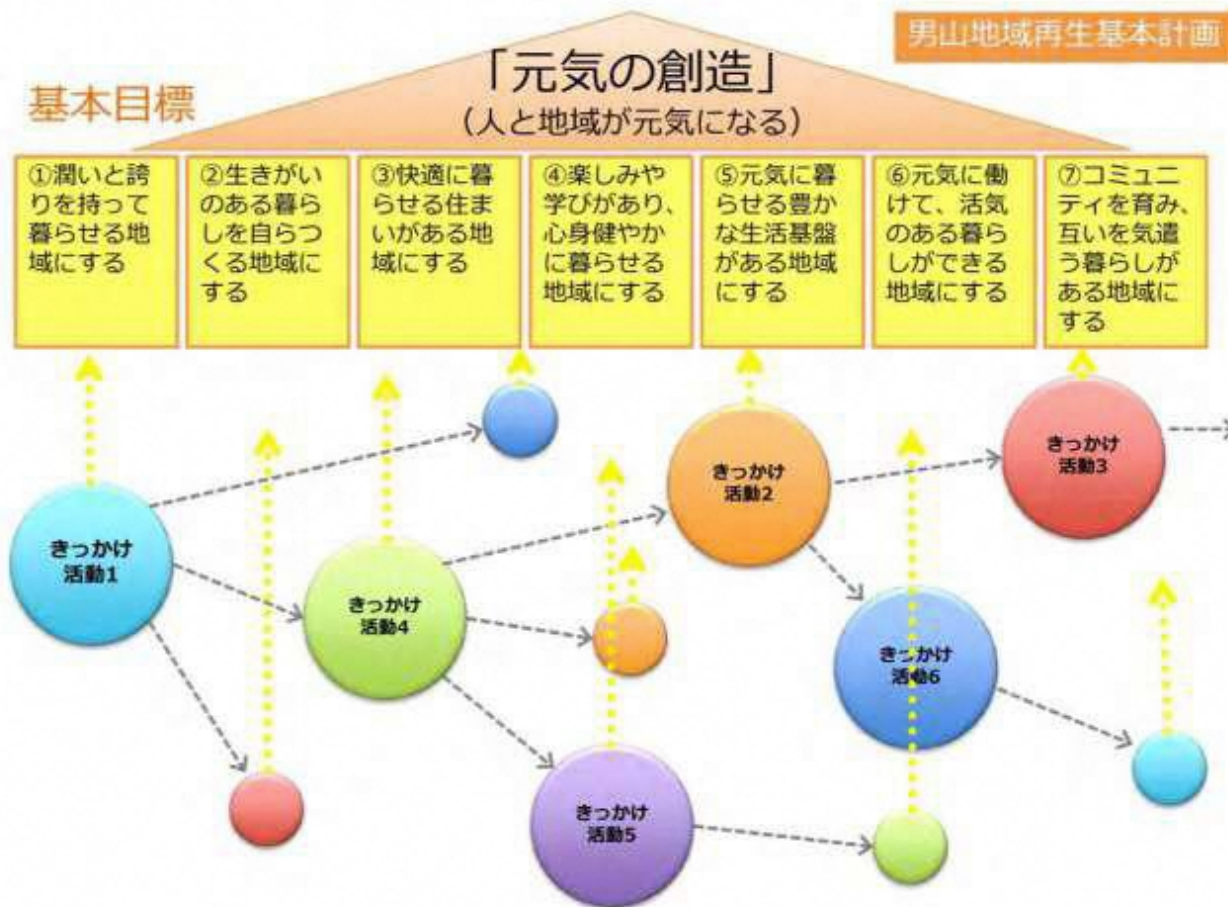 男山地域再生基本計画
「元気の創造」
(人と地域が元気になる)
基本目標
①潤いと誇
りを持って
暮らせる地
域にする
②生きがい
のある暮ら
しを自らつ
くる地域に
する
③快適に暮
らせる住ま
いがある地
域にする
④楽しみや
学びがあり、
心身健やか
に暮らせる
地域にする
⑤元気に暮
らせる豊か
な生活基盤
がある地域
にする
⑥元気に働
けて、活気
のある暮ら
しができる
地域にする
⑦コミュニ
ティを育み、
互いを気遣
う暮らしが
ある地域に
する
きっかけ
活動1
きっかけ
活動4
きっかけ
活動2
きっかけ
活動3
きっかけ
活動6
きっかけ
活動5